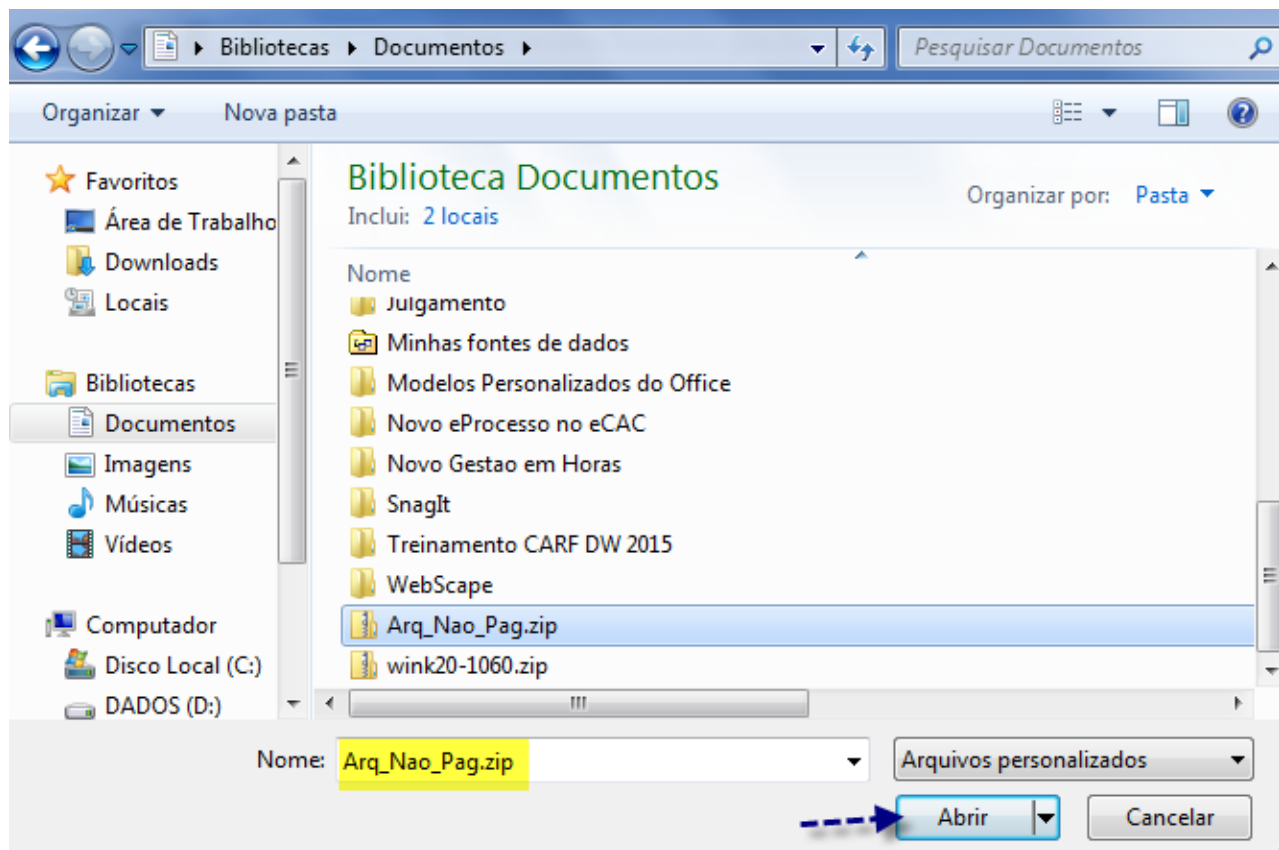 Bibliotecas Documentos Pesquisar Documentos
Organizar Nova pasta
Favoritos
Área de Trabalho
Downloads
Locais
Bibliotecas
Documentos
Imagens
Músicas
Vídeos
Computador
Disco Local (C:)
DADOS (D:)
Biblioteca Documentos
Inclui: 2 locais
Organizar por: Pasta
Nome
Julgamento
Minhas fontes de dados
Modelos Personalizados do Office
Novo eProcesso no eCAC
Novo Gestao em Horas
SnagIt
Treinamento CARF DW 2015
WebScape
Arq_Nao_Pag.zip
wink20-1060.zip
Nome: Arq_Nao_Pag.zip Arquivos personalizados
Abrir Cancelar